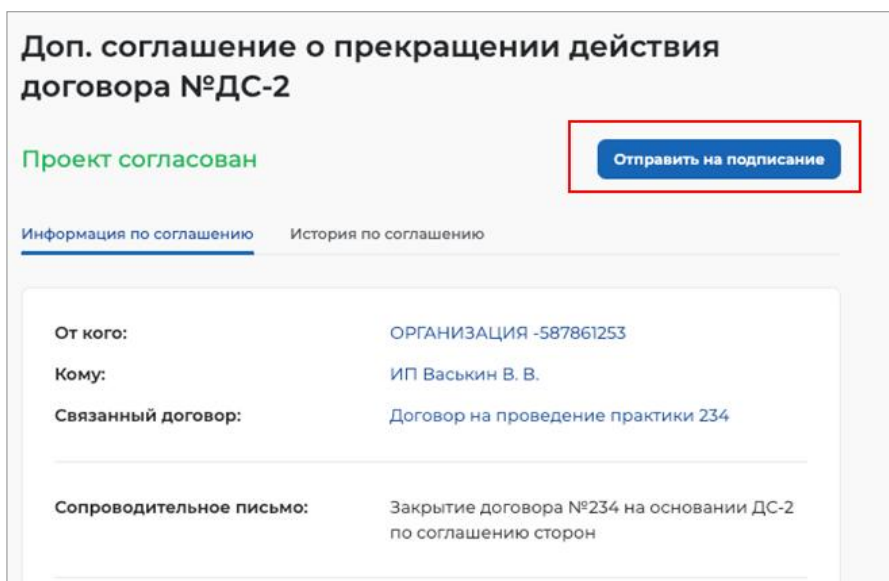 Доп. соглашение о прекращении действия
договора №ДС-2
Проект согласован
Отправить на подписание
Информация по соглашению
История по соглашению
От кого:
ОРГАНИЗАЦИЯ -587861253
Кому:
ИП Васькин В. В.
Связанный договор:
Договор на проведение практики 234
Сопроводительное письмо:
Закрытие договора №234 на основании ДС-2
по соглашению сторон